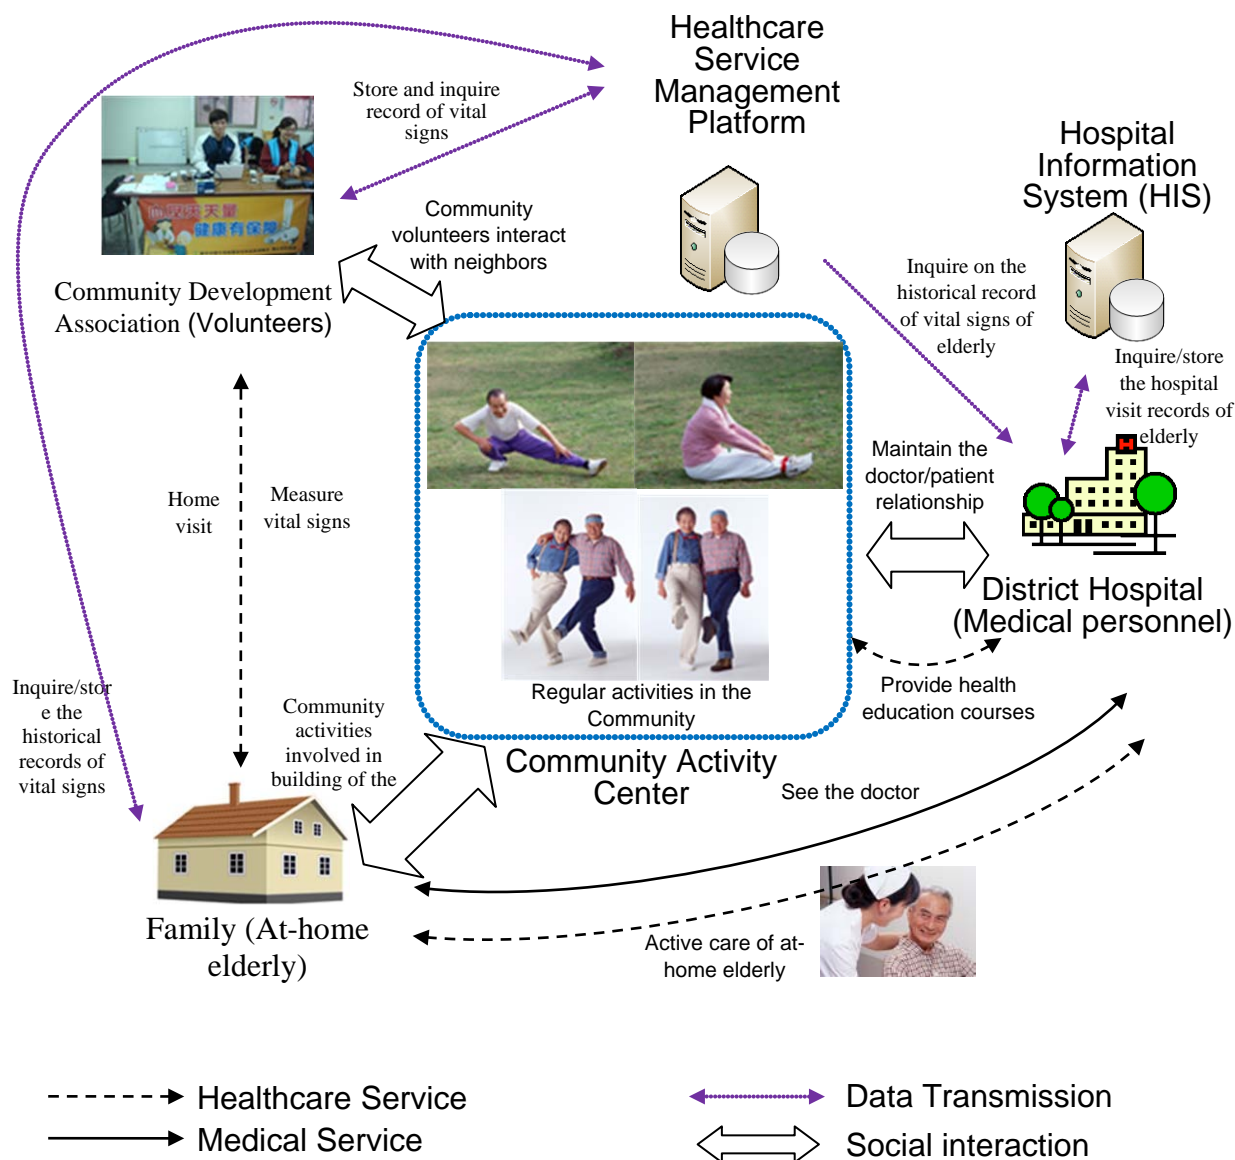 Healthcare
Service
Management
Platform
Store and inquire
record of vital
signs
Hospital
Information
System (HIS)
Community
volunteers interact
with neighbors
健康有保障
Community Development
Association (Volunteers)
Inquire on the
historical record
of vital signs of
elderly
Inquire/store
the hospital
visit records of
elderly
H
Maintain the
doctor/patient
relationship
Home
visit
Measure
vital signs
District Hospital
(Medical personnel)
Regular activities in the
Community
Provide health
education courses
Inquire/stor
e the
historical
records of
vital signs
Community
activities
involved in
building of the
Community Activity
Center
See the doctor
Family (At-home
elderly)
Active care of at-
home elderly
Healthcare Service
Medical Service
Data Transmission
Social interaction